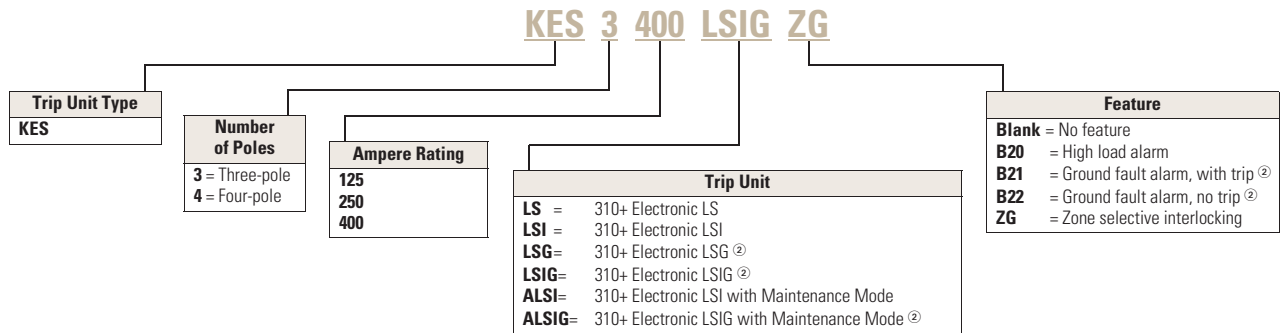 KES 3 400 LSIG ZG
Trip Unit Type
KES
Number
of Poles
3 = Three-pole
4 = Four-pole
Ampere Rating
125
250
400
Trip Unit
LS = 310+ Electronic LS
LSI = 310+ Electronic LSI
LSG= 310+ Electronic LSG ②
LSIG= 310+ Electronic LSIG ②
ALSI= 310+ Electronic LSI with Maintenance Mode
ALSIG= 310+ Electronic LSIG with Maintenance Mode ②
Feature
Blank = No feature
B20 = High load alarm
B21 = Ground fault alarm, with trip ②
B22 = Ground fault alarm, no trip ②
ZG = Zone selective interlocking